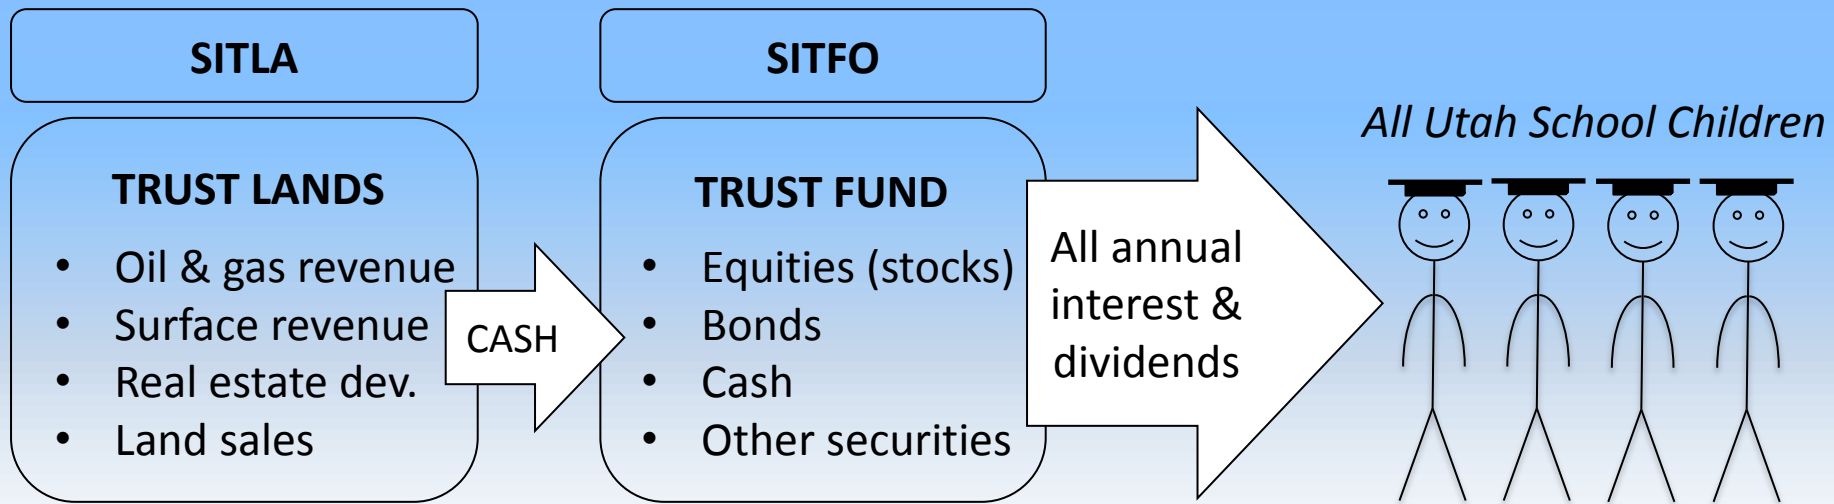 SITLA
TRUST LANDS
• Oil & gas revenue
• Surface revenue
• Real estate dev.
• Land sales
CASH
SITFO
TRUST FUND
• Equities (stocks)
• Bonds
• Cash
• Other securities
All annual
interest &
dividends
All Utah School Children